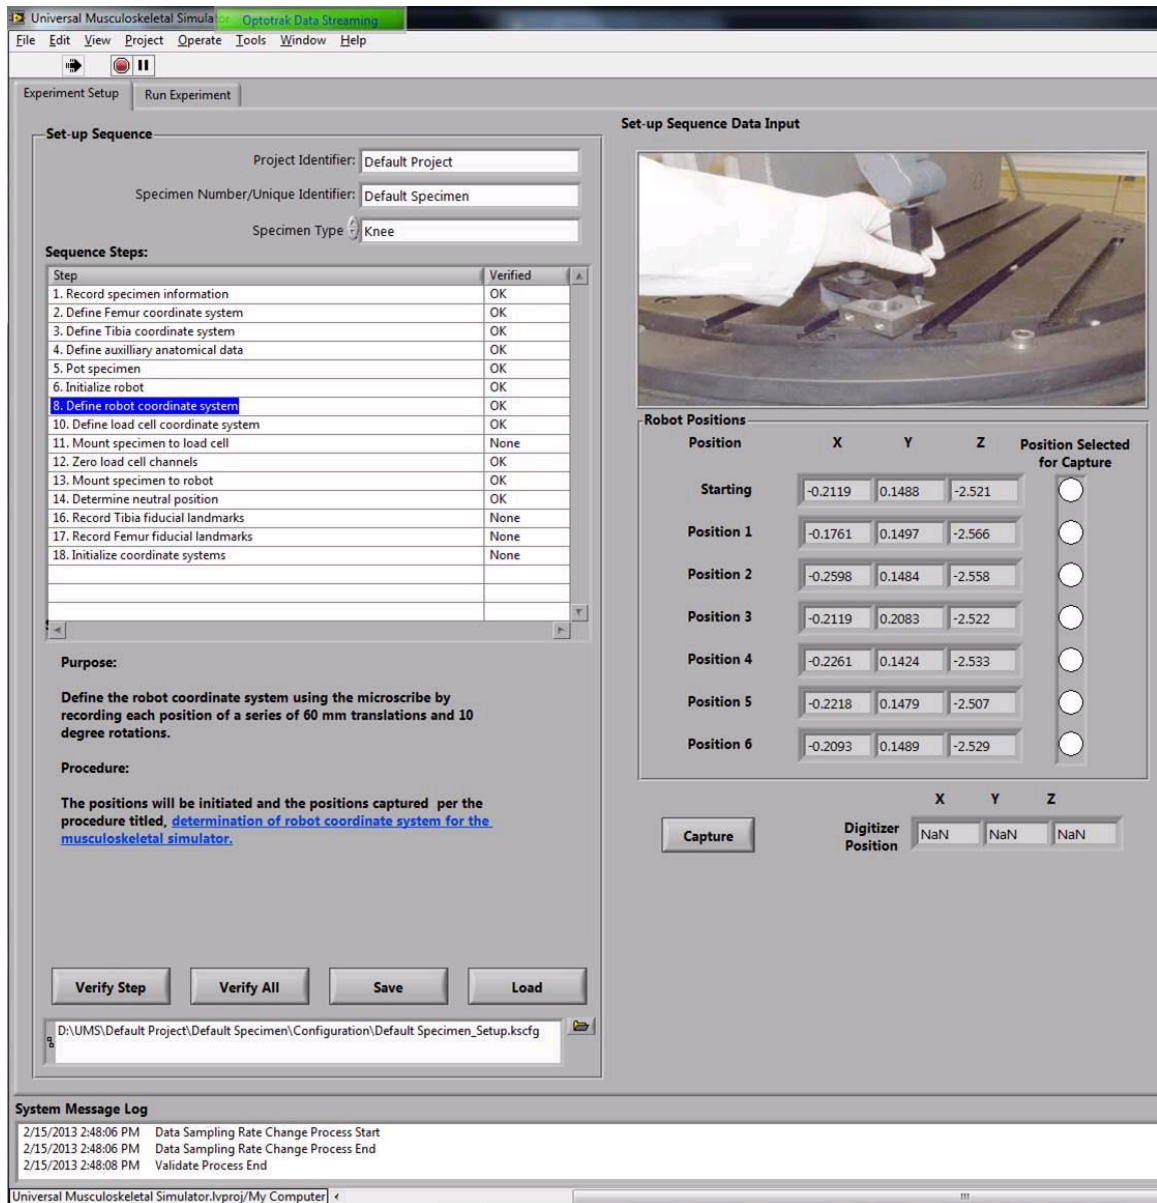 Universal Musculoskeletal Simulator Optotrak Data Streaming
File Edit View Project Operate Tools Window Help
Experiment Setup Run Experiment
Set-up Sequence
Project Identifier: Default Project
Specimen Number/Unique Identifier: Default Specimen
Specimen Type Knee
Sequence Steps:
Step Verified
1. Record specimen information OK
2. Define Femur coordinate system OK
3. Define Tibia coordinate system OK
4. Define auxilliary anatomical data OK
5. Pot specimen OK
6. Initialize robot OK
8. Define robot coordinate system OK
10. Define load cell coordinate system OK
11. Mount specimen to load cell None
12. Zero load cell channels OK
13. Mount specimen to robot OK
14. Determine neutral position OK
16. Record Tibia fiducial landmarks None
17. Record Femur fiducial landmarks None
18. Initialize coordinate systems None
Purpose:
Define the robot coordinate system using the microscribe by
recording each position of a series of 60 mm translations and 10
degree rotations.
Procedure:
The positions will be initiated and the positions captured per the
procedure titled, determination of robot coordinate system for the
musculoskeletal simulator.
Verify Step Verify All Save Load
D:\UMS\Default Project\Default Specimen\Configuration\Default Specimen_Setup.kscfg
Set-up Sequence Data Input
Robot Positions
Position X Y Z Position Selected
for Capture
Starting -0.2119 0.1488 -2.521
Position 1 -0.1761 0.1497 -2.566
Position 2 -0.2598 0.1484 -2.558
Position 3 -0.2119 0.2083 -2.522
Position 4 -0.2261 0.1424 -2.533
Position 5 -0.2218 0.1479 -2.507
Position 6 -0.2093 0.1489 -2.529
X Y Z
Capture Digitizer NaN NaN NaN
Position
System Message Log
2/15/2013 2:48:06 PM Data Sampling Rate Change Process Start
2/15/2013 2:48:06 PM Data Sampling Rate Change Process End
2/15/2013 2:48:08 PM Validate Process End
Universal Musculoskeletal Simulator.lvproj/My Computer